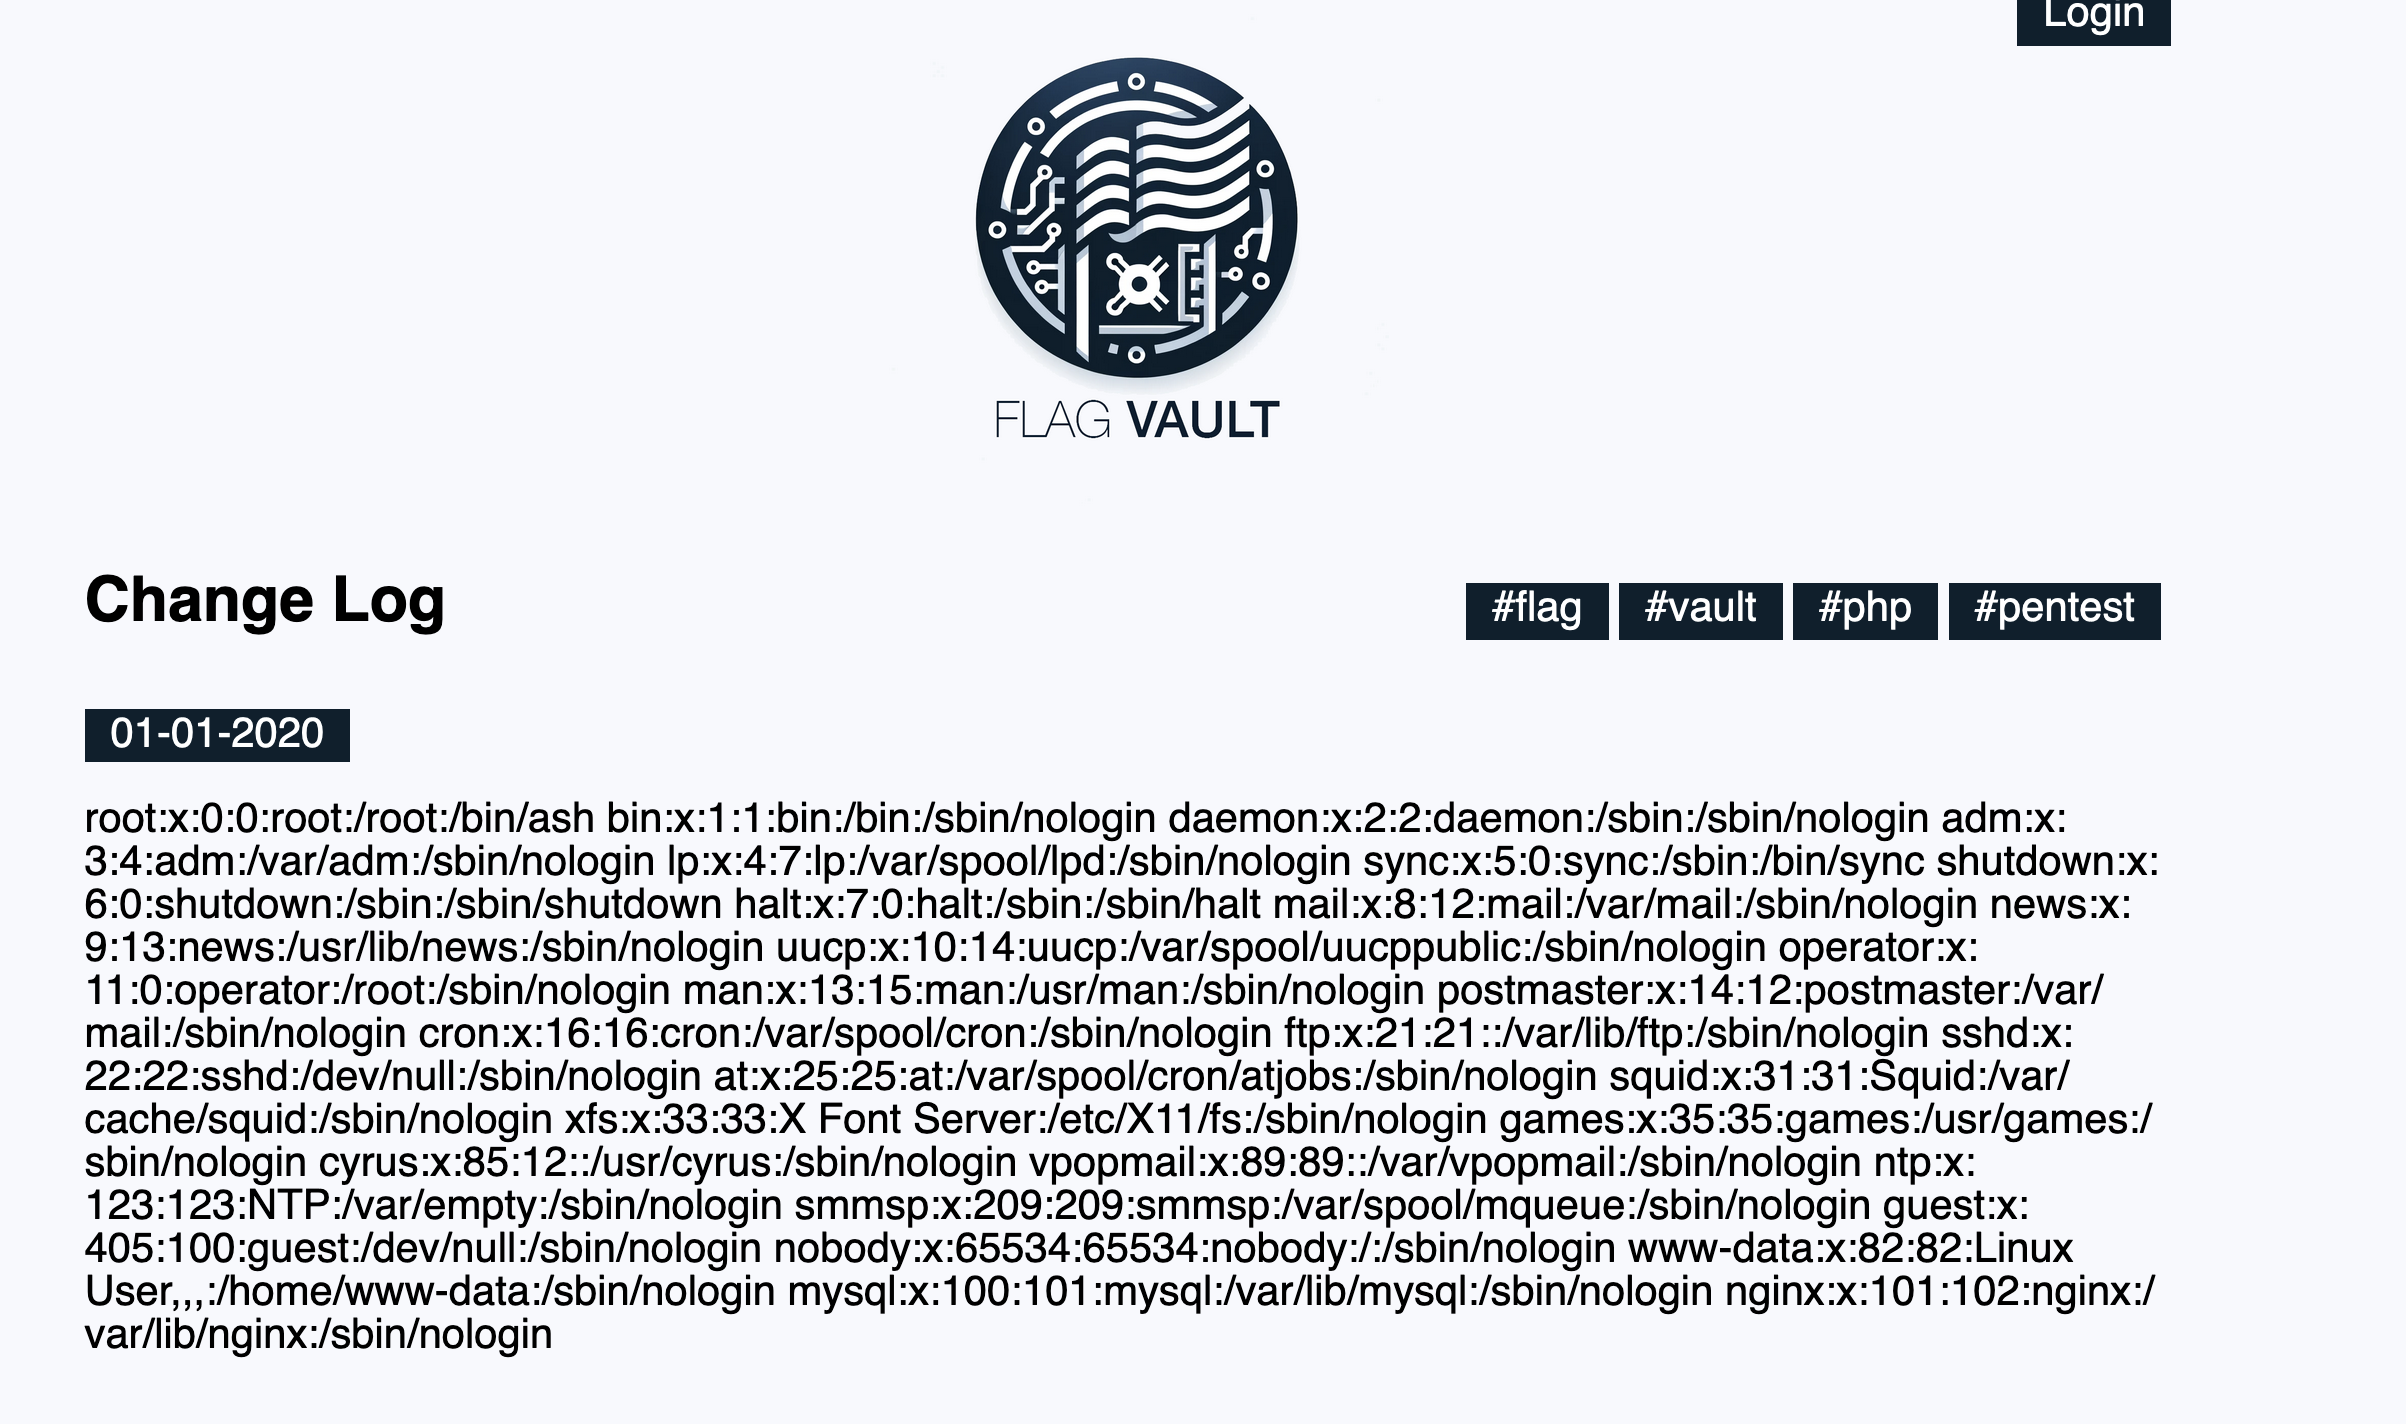 Login
FLAG VAULT
Change Log
#flag #vault #php #pentest
01-01-2020
root:x:0:0:root:/root:/bin/ash bin:x:1:1:bin:/bin:/sbin/nologin daemon:x:2:2:daemon:/sbin:/sbin/nologin adm:x:
3:4:adm:/var/adm:/sbin/nologin lp:x:4:7:lp:/var/spool/lpd:/sbin/nologin sync:x:5:0:sync:/sbin:/bin/sync shutdown:x:
6:0:shutdown:/sbin:/sbin/shutdown halt:x:7:0:halt:/sbin:/sbin/halt mail:x:8:12:mail:/var/mail:/sbin/nologin news:x:
9:13:news:/usr/lib/news:/sbin/nologin uucp:x:10:14:uucp:/var/spool/uucppublic:/sbin/nologin operator:x:
11:0:operator:/root:/sbin/nologin man:x:13:15:man:/usr/man:/sbin/nologin postmaster:x:14:12:postmaster:/var/
mail:/sbin/nologin cron:x:16:16:cron:/var/spool/cron:/sbin/nologin ftp:x:21:21::/var/lib/ftp:/sbin/nologin sshd:x:
22:22:sshd:/dev/null:/sbin/nologin at:x:25:25:at:/var/spool/cron/atjobs:/sbin/nologin squid:x:31:31:Squid:/var/
cache/squid:/sbin/nologin xfs:x:33:33:X Font Server:/etc/X11/fs:/sbin/nologin games:x:35:35:games:/usr/games:/
sbin/nologin cyrus:x:85:12::/usr/cyrus:/sbin/nologin vpopmail:x:89:89::/var/vpopmail:/sbin/nologin ntp:x:
123:123:NTP:/var/empty:/sbin/nologin smmsp:x:209:209:smmsp:/var/spool/mqueue:/sbin/nologin guest:x:
405:100:guest:/dev/null:/sbin/nologin nobody:x:65534:65534:nobody:/:/sbin/nologin www-data:x:82:82:Linux
User,,,:/home/www-data:/sbin/nologin mysql:x:100:101:mysql:/var/lib/mysql:/sbin/nologin nginx:x:101:102:nginx:/
var/lib/nginx:/sbin/nologin